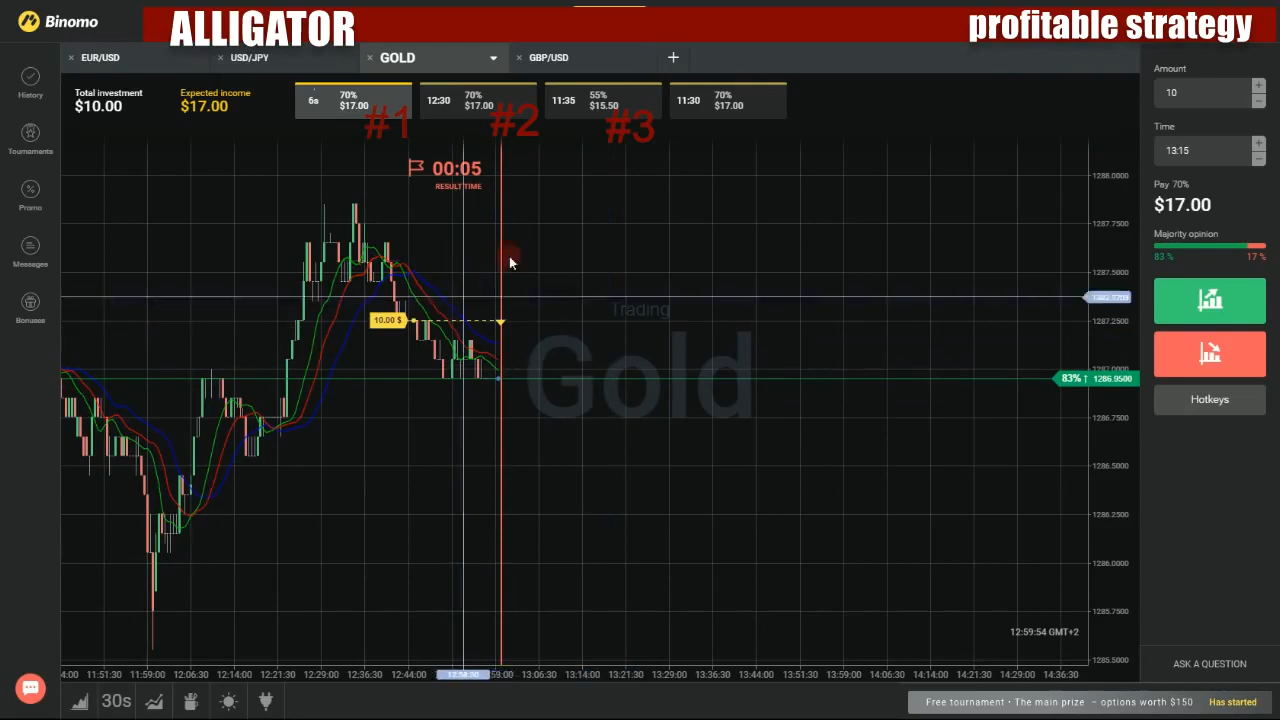 Binomo
ALLIGATOR
profitable strategy
EUR/USD
USD/JPY
GOLD
GBP/USD
Total investment
$10.00
Expected income
$17.00
6s 70% $17.00
12:30 70% $17.00
11:35 55% $15.50
11:30 70% $17.00
#1 #2 #3
History
Tournaments
Promo
Messages
Bonuses
00:05
RESULT TIME
10.00 $
Trading
Gold
1288.0000
1287.7500
1287.5000
1287.2500
1287.0000
83% ↑ 1286.9500
1286.7500
1286.5000
1286.2500
1286.0000
1285.7500
1285.5000
12:59:54 GMT+2
4:00 11:51:30 11:59:00 12:06:30 12:14:00 12:21:30 12:29:00 12:36:30 12:44:00 12:54:30 59:00 13:06:30 13:14:00 13:21:30 13:29:00 13:36:30 13:44:00 13:51:30 13:59:00 14:06:30 14:14:00 14:21:30 14:29:00 14:36:30
30s
Amount
10
Time
13:15
Pay 70%
$17.00
Majority opinion
83 % 17 %
Hotkeys
ASK A QUESTION
Free tournament • The main prize – options worth $150 Has started